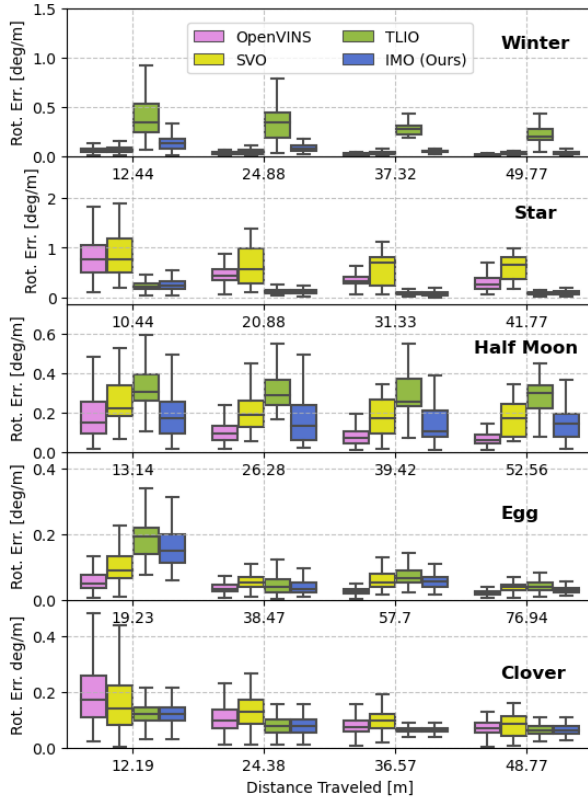 OpenVINS
SVO
TLIO
IMO (Ours)
Winter
Rot. Err. [deg/m]
1.5
1.0
0.5
0.0
12.44 24.88 37.32 49.77
Star
Rot. Err. [deg/m]
2
1
0
10.44 20.88 31.33 41.77
Half Moon
Rot. Err. [deg/m]
0.6
0.4
0.2
0.0
13.14 26.28 39.42 52.56
Egg
Rot. Err. [deg/m]
0.4
0.2
0.0
19.23 38.47 57.7 76.94
Clover
Rot. Err. deg/m]
0.4
0.2
0.0
12.19 24.38 36.57 48.77
Distance Traveled [m]